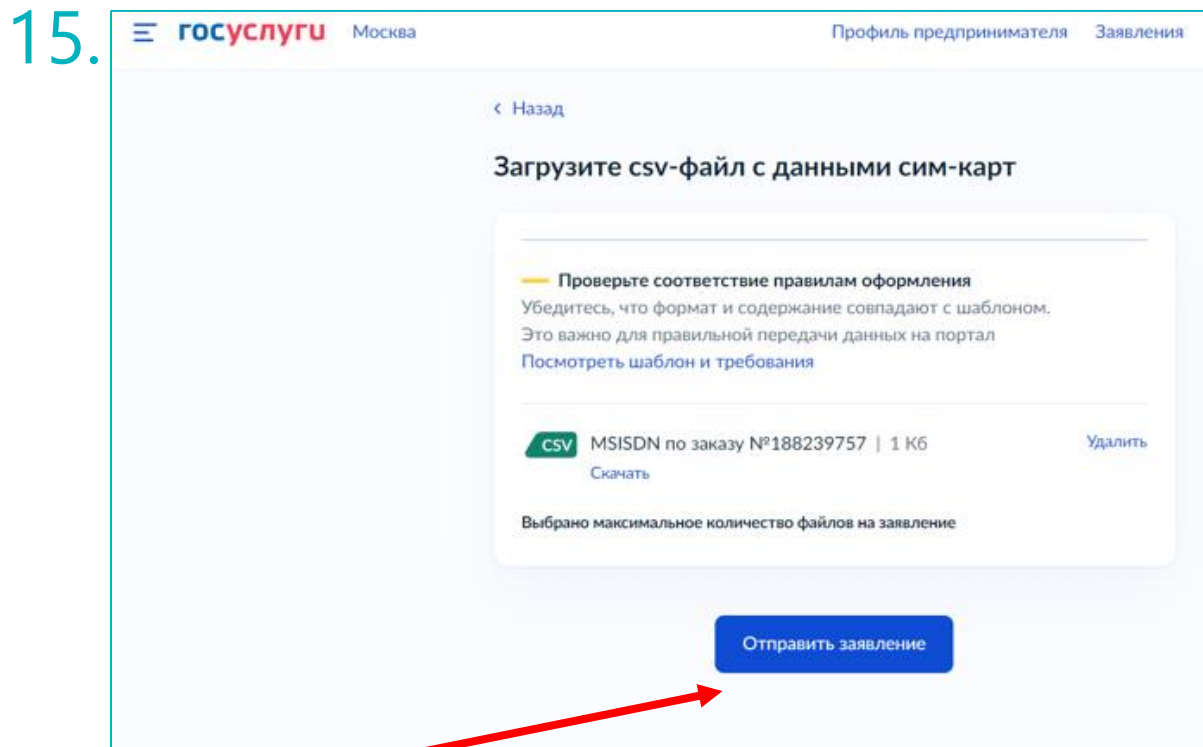 15.
госуслуги Москва Профиль предпринимателя Заявления
Назад
Загрузите csv-файл с данными сим-карт
Проверьте соответствие правилам оформления
Убедитесь, что формат и содержание совпадают с шаблоном.
Это важно для правильной передачи данных на портал
Посмотреть шаблон и требования
CSV MSISDN по заказу №188239757 | 1 Кб Удалить
Скачать
Выбрано максимальное количество файлов на заявление
Отправить заявление